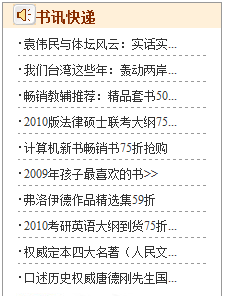 书讯快递
·袁伟民与体坛风云：实话实...
·我们台湾这些年：轰动两岸...
·畅销教辅推荐：精品套书50...
·2010版法律硕士联考大纲75...
·计算机新书畅销书75折抢购
·2009年孩子最喜欢的书>>
·弗洛伊德作品精选集59折
·2010考研英语大纲到货75折...
·权威定本四大名著（人民文...
·口述历史权威唐德刚先生国...